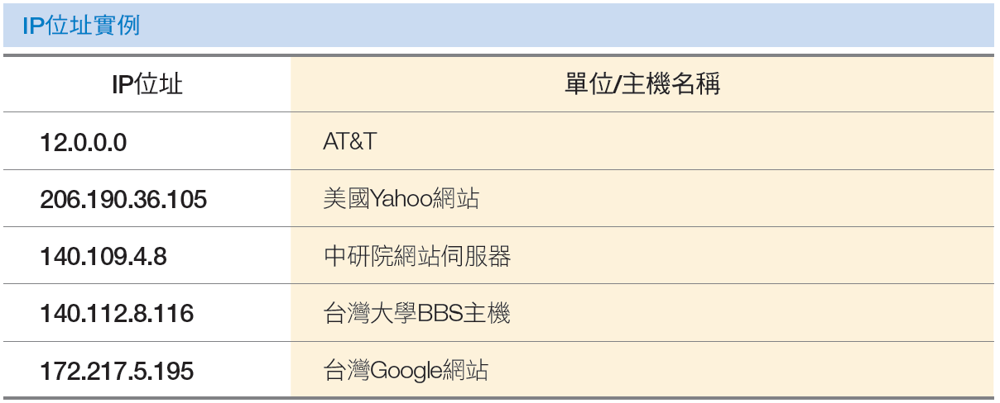 IP位址實例
IP位址 單位/主機名稱
12.0.0.0 AT&T
206.190.36.105 美國Yahoo網站
140.109.4.8 中研院網站伺服器
140.112.8.116 台灣大學BBS主機
172.217.5.195 台灣Google網站